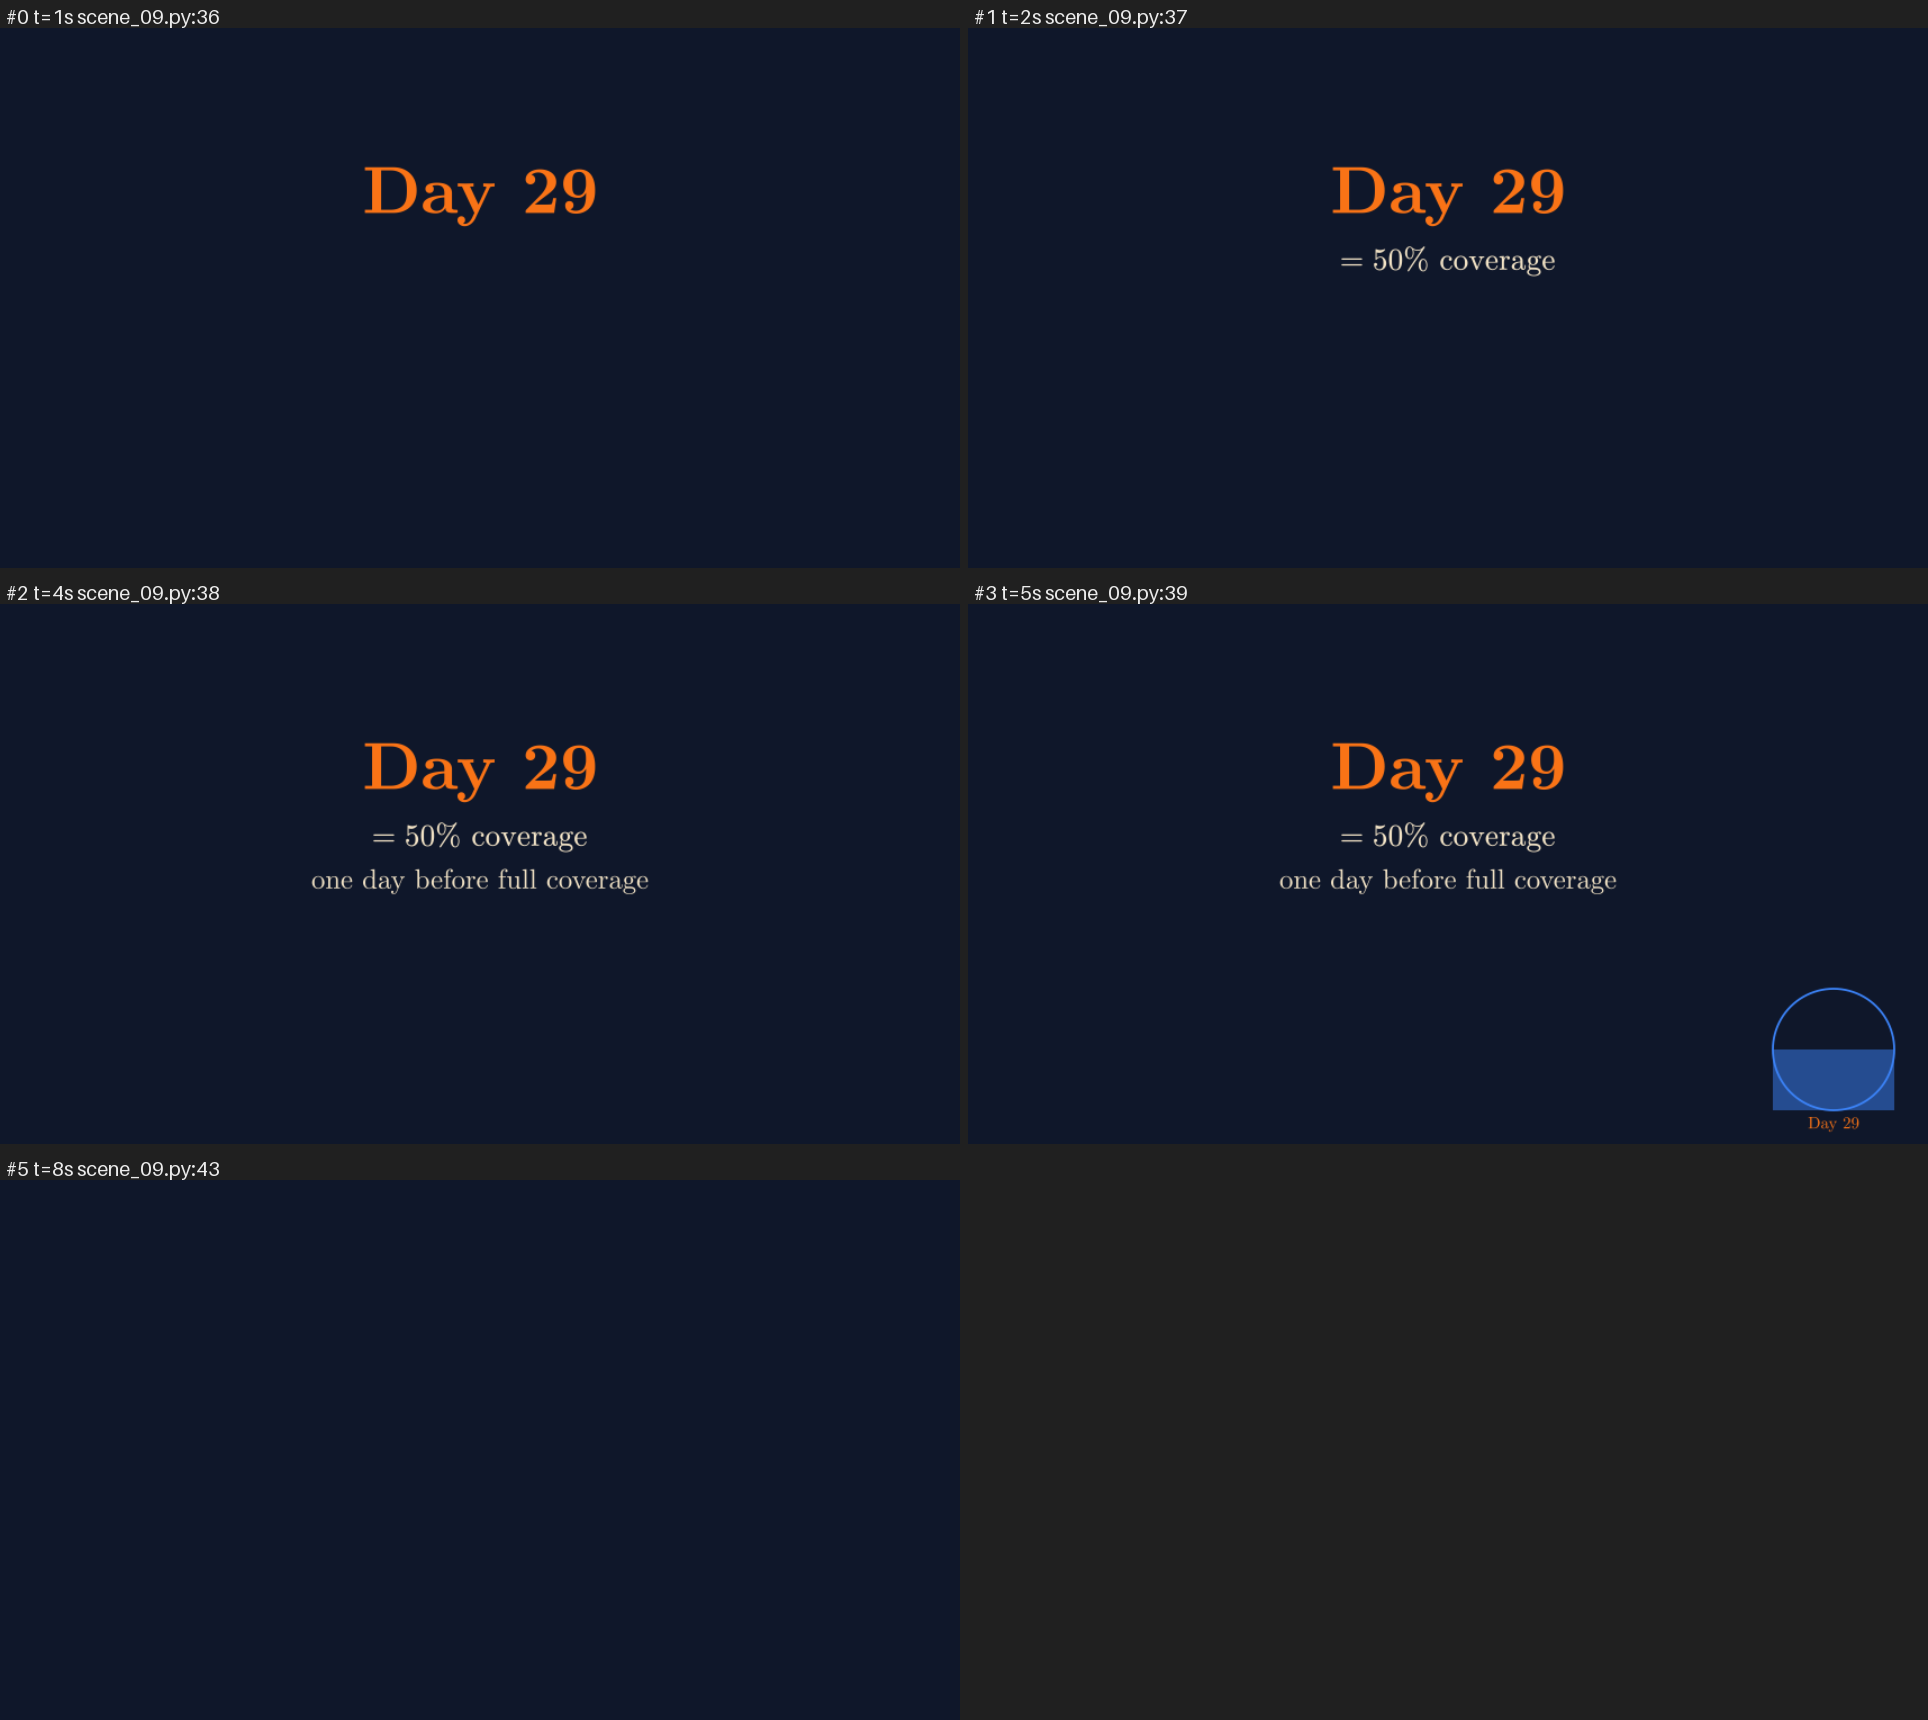 #0 t=1s scene_09.py:36
Day 29
#1 t=2s scene_09.py:37
Day 29
= 50% coverage
#2 t=4s scene_09.py:38
Day 29
= 50% coverage
one day before full coverage
#3 t=5s scene_09.py:39
Day 29
= 50% coverage
one day before full coverage
Day 29
#5 t=8s scene_09.py:43